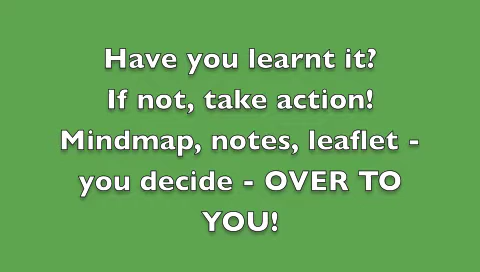 Have you learnt it?
If not, take action!
Mindmap, notes, leaflet -
you decide - OVER TO
YOU!